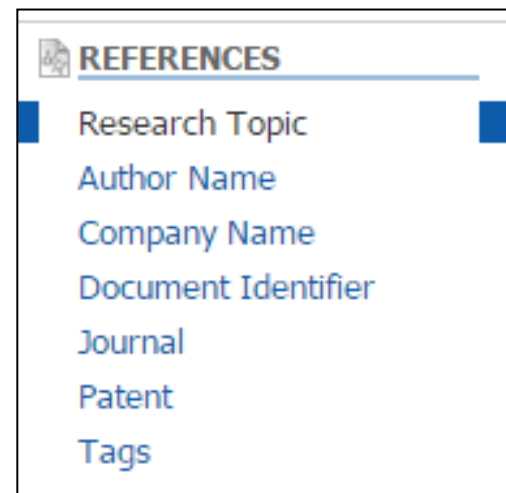 REFERENCES
Research Topic
Author Name
Company Name
Document Identifier
Journal
Patent
Tags